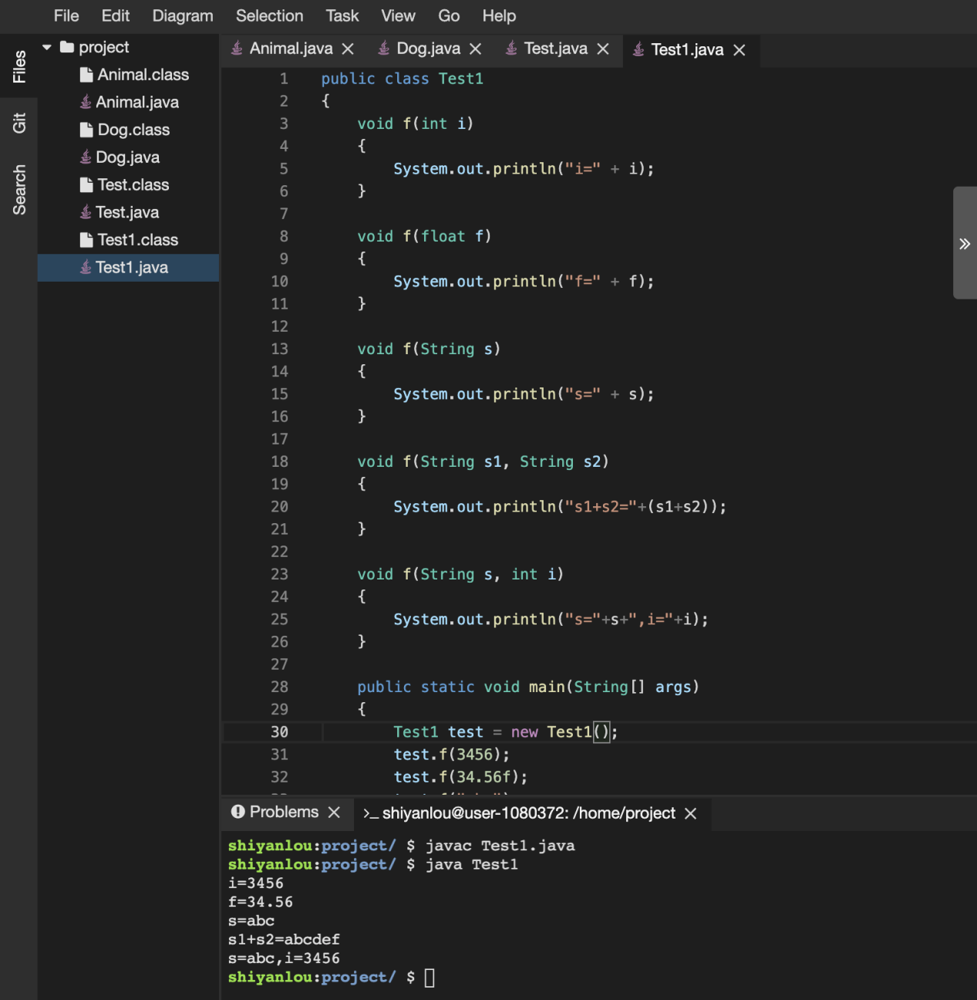 File Edit Diagram Selection Task View Go Help
Files
Git
Search
project
Animal.class
Animal.java
Dog.class
Dog.java
Test.class
Test.java
Test1.class
Test1.java
Animal.java Dog.java Test.java Test1.java
1 public class Test1
2 {
3 void f(int i)
4 {
5 System.out.println("i=" + i);
6 }
7
8 void f(float f)
9 {
10 System.out.println("f=" + f);
11 }
12
13 void f(String s)
14 {
15 System.out.println("s=" + s);
16 }
17
18 void f(String s1, String s2)
19 {
20 System.out.println("s1+s2="+(s1+s2));
21 }
22
23 void f(String s, int i)
24 {
25 System.out.println("s="+s+",i="+i);
26 }
27
28 public static void main(String[] args)
29 {
30 Test1 test = new Test1();
31 test.f(3456);
32 test.f(34.56f);
Problems >_ shiyanlou@user-1080372: /home/project
shiyanlou:project/ $ javac Test1.java
shiyanlou:project/ $ java Test1
i=3456
f=34.56
s=abc
s1+s2=abcdef
s=abc,i=3456
shiyanlou:project/ $